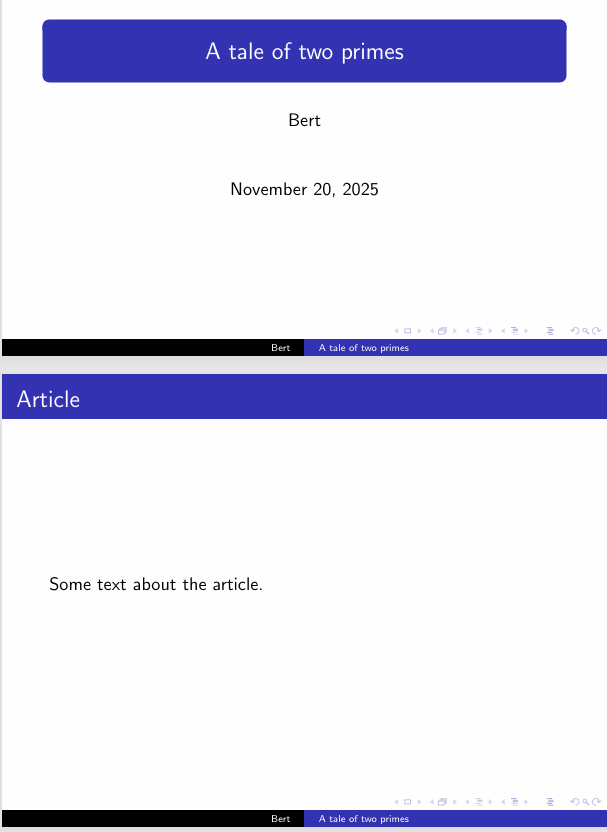 A tale of two primes
Bert
November 20, 2025
Bert A tale of two primes
Article
Some text about the article.
Bert A tale of two primes